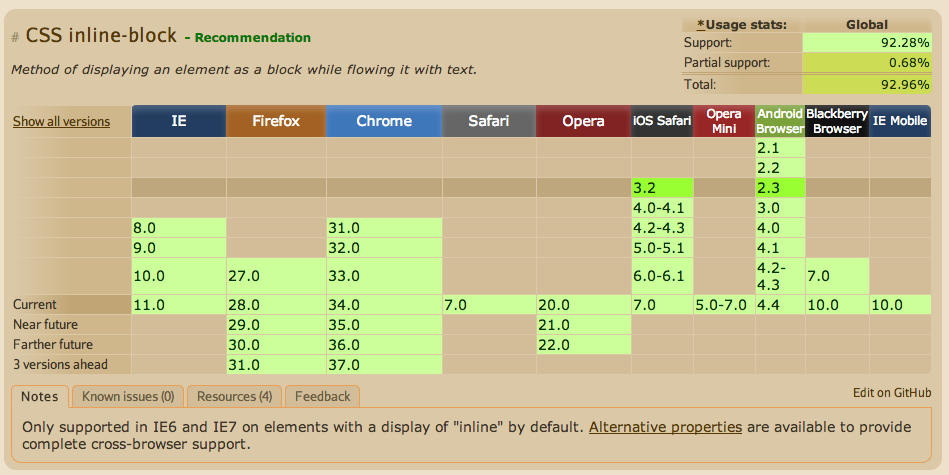 # CSS inline-block - Recommendation
*Usage stats: Global
Support: 92.28%
Partial support: 0.68%
Total: 92.96%
Method of displaying an element as a block while flowing it with text.
Show all versions IE Firefox Chrome Safari Opera iOS Safari Opera Mini Android Browser Blackberry Browser IE Mobile
2.1
2.2
3.2 2.3
4.0-4.1 3.0
8.0 31.0 4.2-4.3 4.0
9.0 32.0 5.0-5.1 4.1
10.0 27.0 33.0 6.0-6.1 4.2-4.3 7.0
Current 11.0 28.0 34.0 7.0 20.0 7.0 5.0-7.0 4.4 10.0 10.0
Near future 29.0 35.0 21.0
Farther future 30.0 36.0 22.0
3 versions ahead 31.0 37.0
Notes Known issues (0) Resources (4) Feedback Edit on GitHub
Only supported in IE6 and IE7 on elements with a display of "inline" by default. Alternative properties are available to provide
complete cross-browser support.